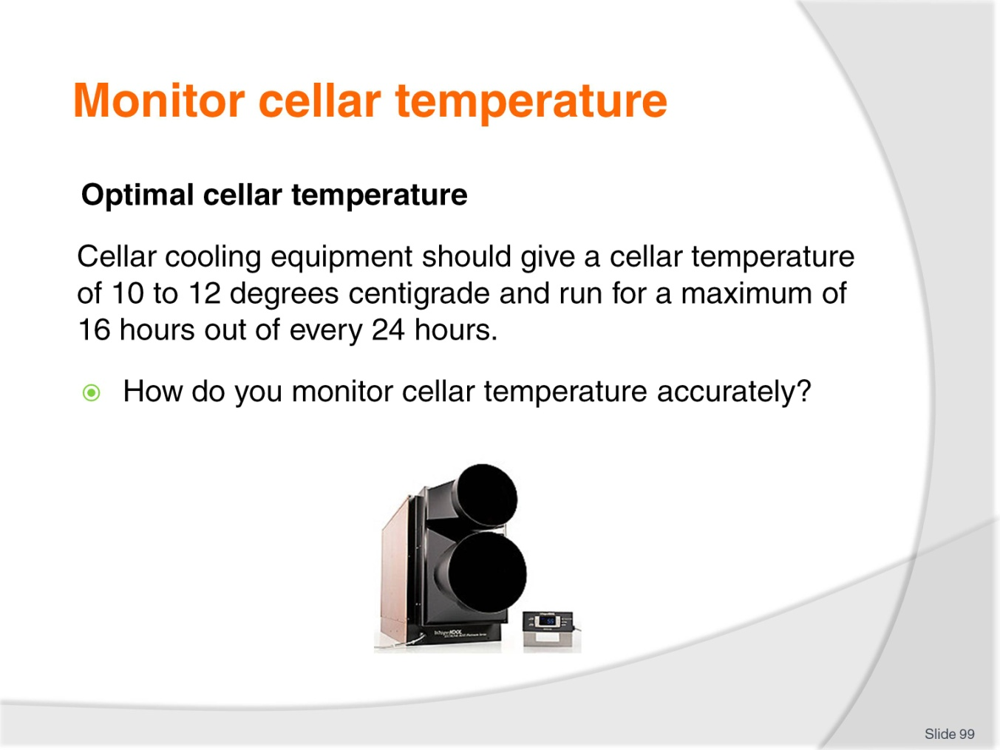 Monitor cellar temperature
Optimal cellar temperature
Cellar cooling equipment should give a cellar temperature
of 10 to 12 degrees centigrade and run for a maximum of
16 hours out of every 24 hours.
How do you monitor cellar temperature accurately?
WhisperKOOL
55
Slide 99